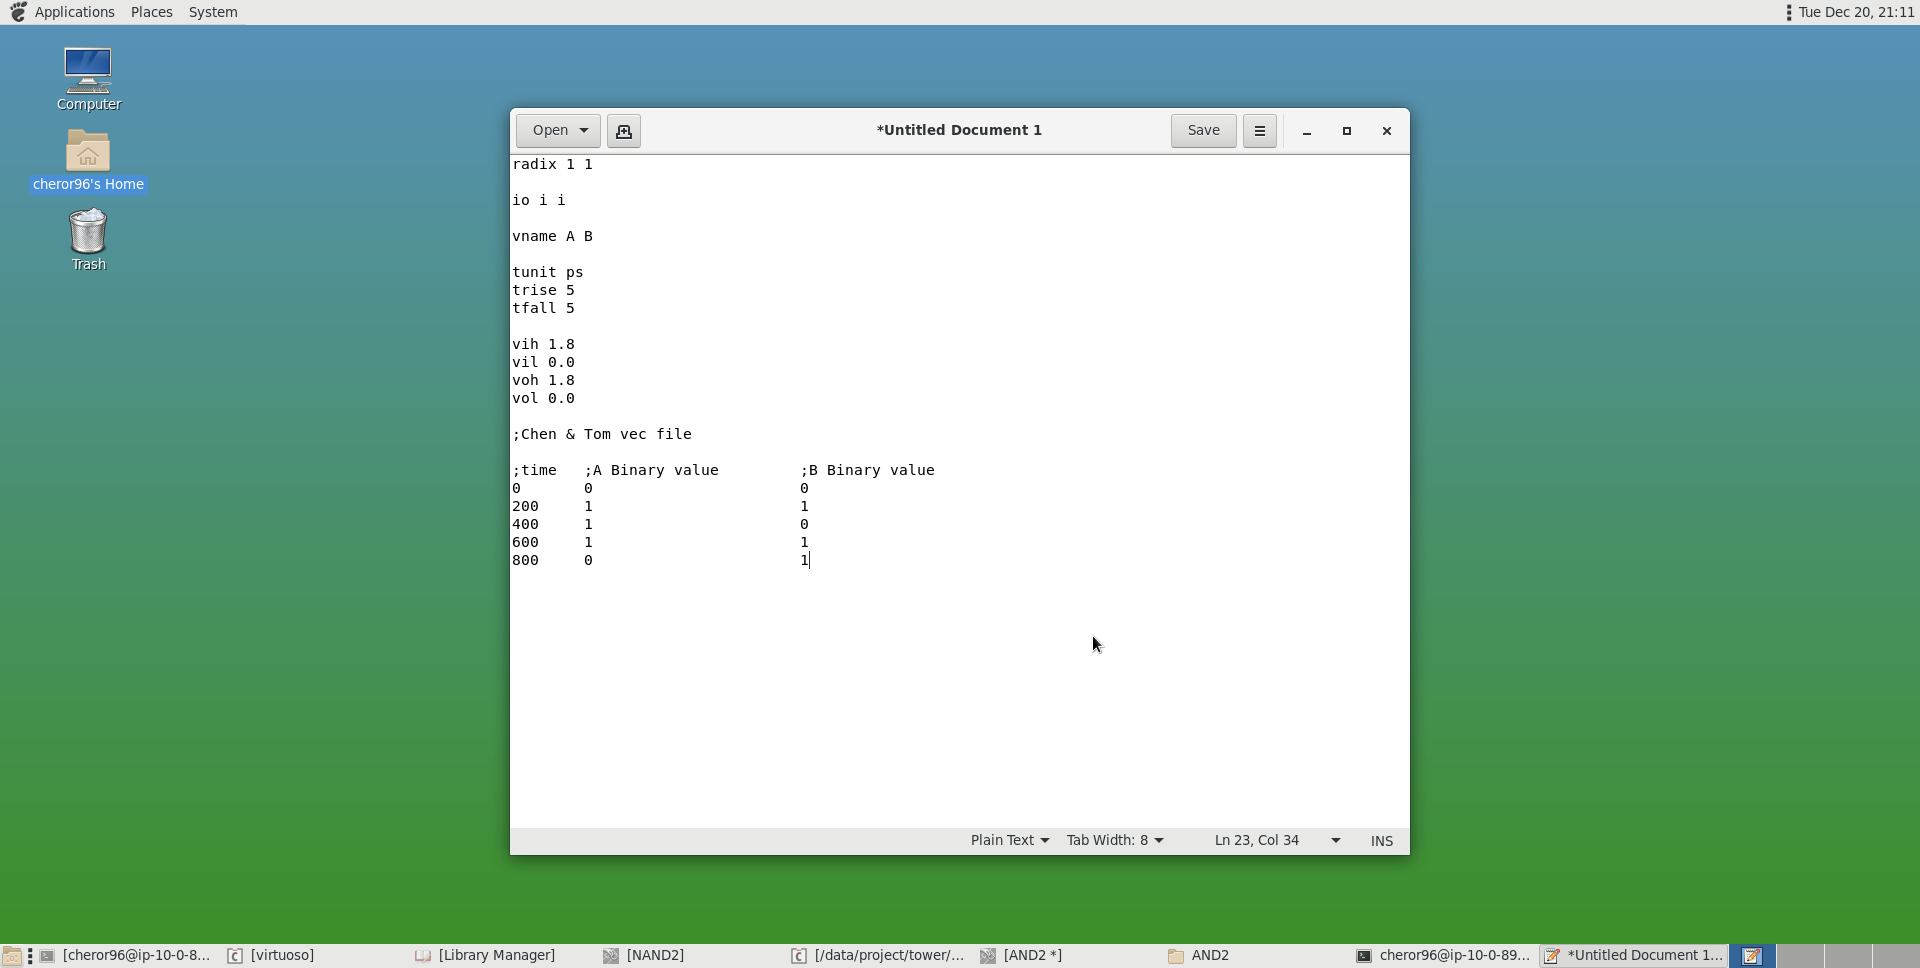 Applications Places System Tue Dec 20, 21:11
Computer
cheror96's Home
Trash
Open *Untitled Document 1 Save
radix 1 1
io i i
vname A B
tunit ps
trise 5
tfall 5
vih 1.8
vil 0.0
voh 1.8
vol 0.0
;Chen & Tom vec file
;time ;A Binary value ;B Binary value
0 0 0
200 1 1
400 1 0
600 1 1
800 0 1
Plain Text Tab Width: 8 Ln 23, Col 34 INS
[cheror96@ip-10-0-8... [virtuoso] [Library Manager] [NAND2] [/data/project/tower/... [AND2 *] AND2 cheror96@ip-10-0-89... *Untitled Document 1...